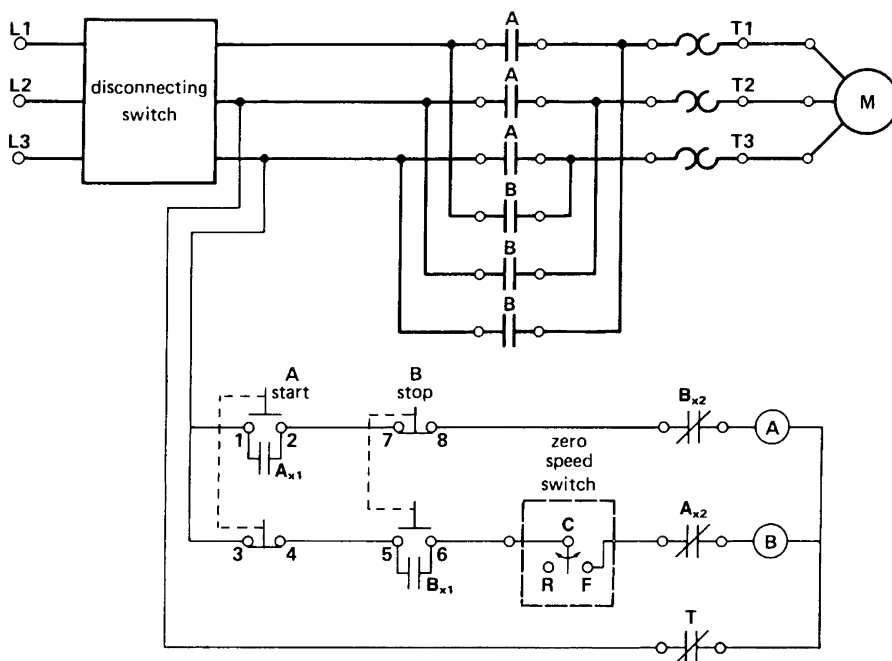 A
L1
T1
A
L2
disconnecting
switch
T2
M
A
L3
T3
B
B
B
A
start
B
stop
Bx2
1
2
7
8
A
Ax1
zero
speed
switch
C
Ax2
3
4
5
6
B
R
F
Bx1
T